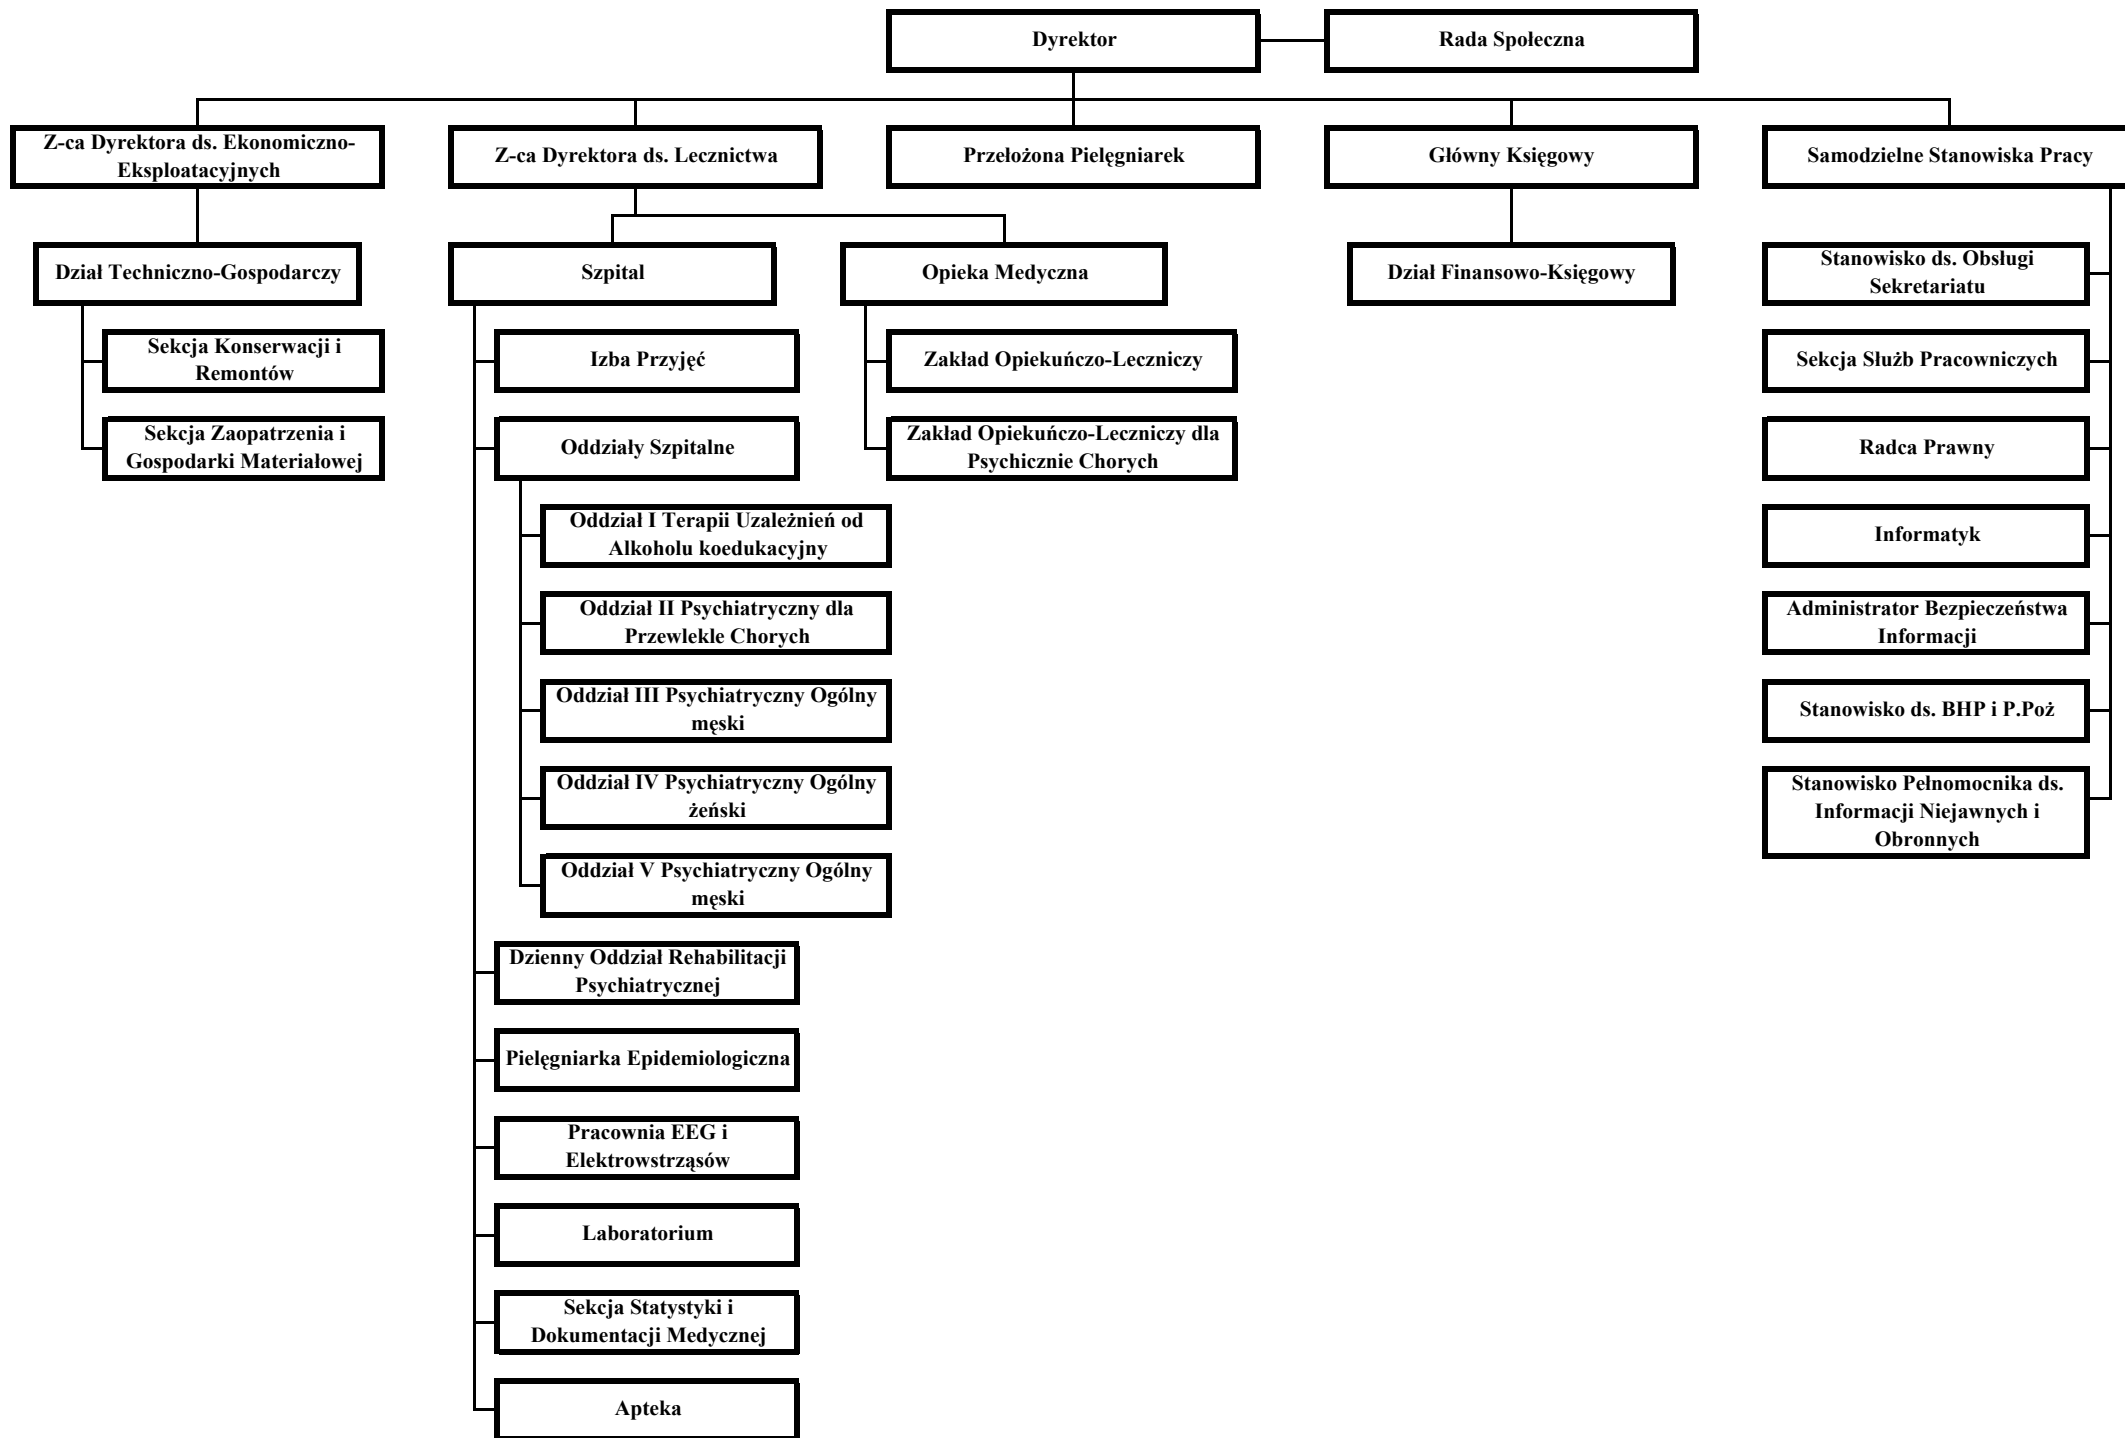 Dyrektor
Rada Społeczna
Z-ca Dyrektora ds. Ekonomiczno-
Eksploatacyjnych
Z-ca Dyrektora ds. Lecznictwa
Przełożona Pielęgniarek
Główny Księgowy
Samodzielne Stanowiska Pracy
Dział Techniczno-Gospodarczy
Sekcja Konserwacji i
Remontów
Sekcja Zaopatrzenia i
Gospodarki Materiałowej
Szpital
Izba Przyjęć
Oddziały Szpitalne
Oddział I Terapii Uzależnień od
Alkoholu koedukacyjny
Oddział II Psychiatryczny dla
Przewlekle Chorych
Oddział III Psychiatryczny Ogólny
męski
Oddział IV Psychiatryczny Ogólny
żeński
Oddział V Psychiatryczny Ogólny
męski
Dzienny Oddział Rehabilitacji
Psychiatrycznej
Pielęgniarka Epidemiologiczna
Pracownia EEG i
Elektrowstrząsów
Laboratorium
Sekcja Statystyki i
Dokumentacji Medycznej
Apteka
Opieka Medyczna
Zakład Opiekuńczo-Leczniczy
Zakład Opiekuńczo-Leczniczy dla
Psychicznie Chorych
Dział Finansowo-Księgowy
Stanowisko ds. Obsługi
Sekretariatu
Sekcja Służb Pracowniczych
Radca Prawny
Informatyk
Administrator Bezpieczeństwa
Informacji
Stanowisko ds. BHP i P.Poż
Stanowisko Pełnomocnika ds.
Informacji Niejawnych i
Obronnych